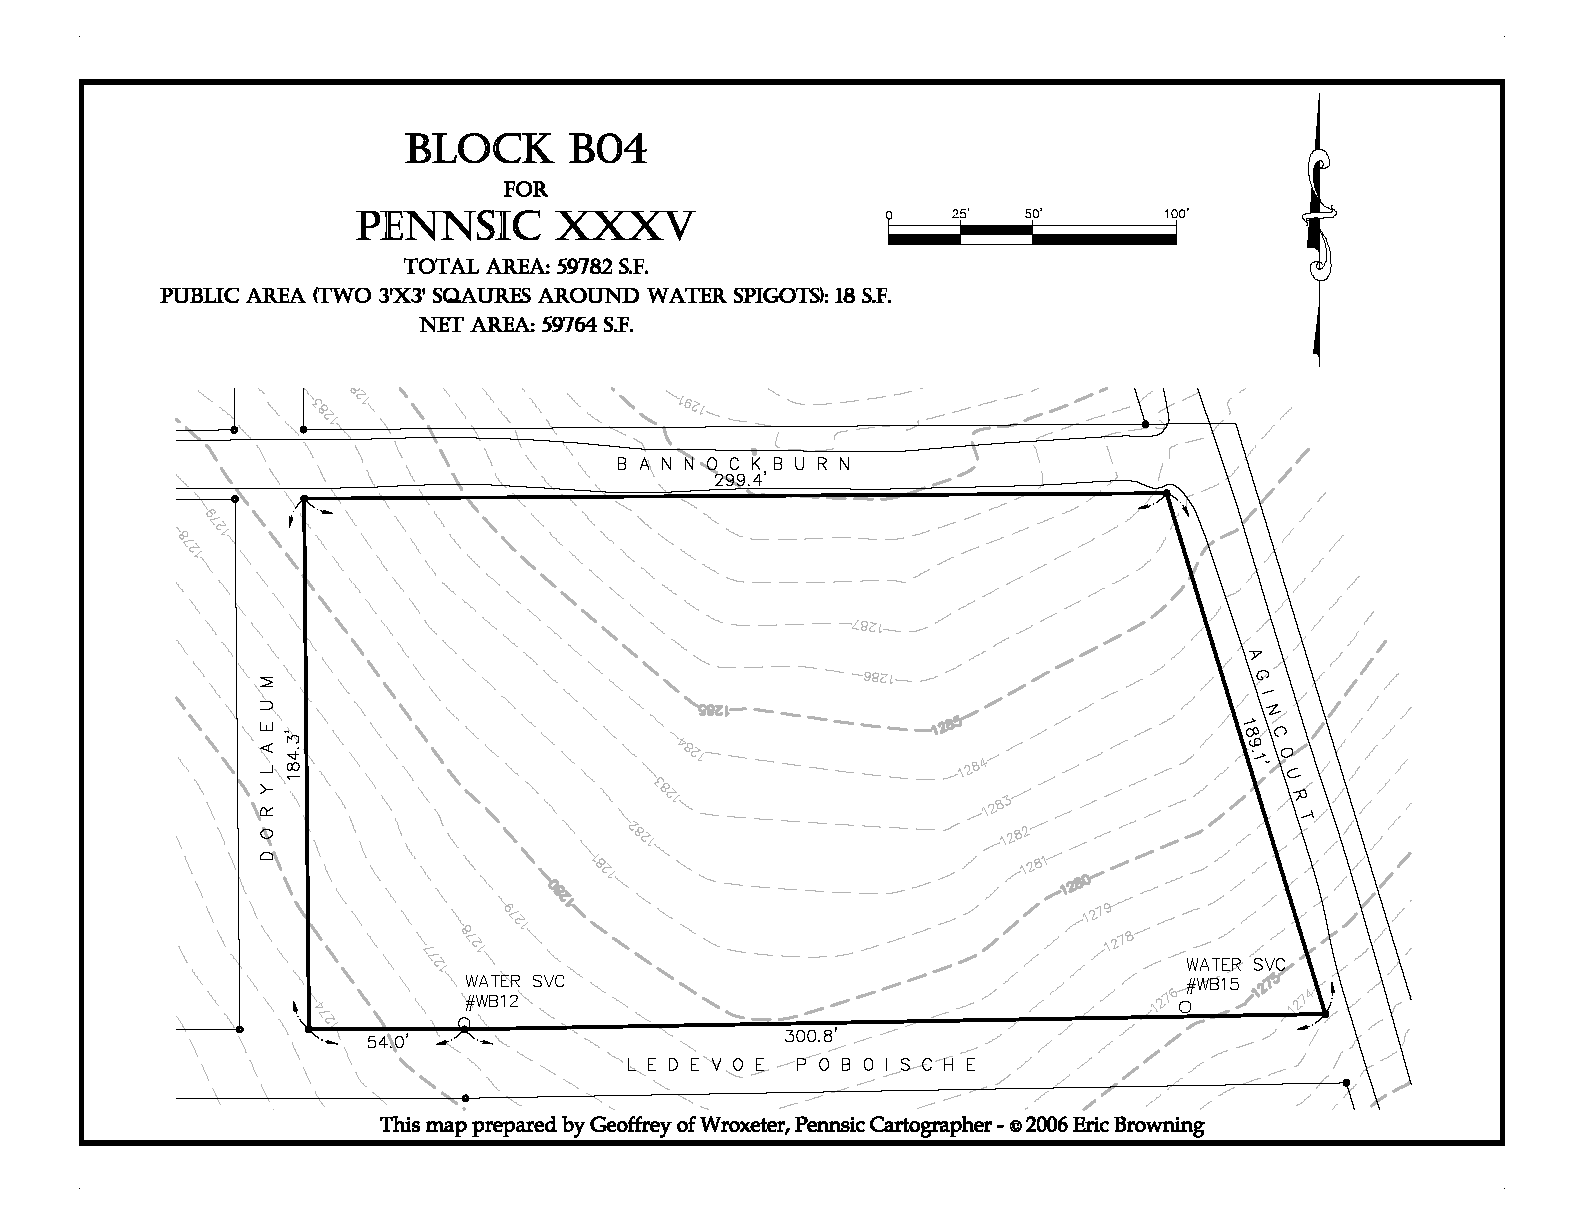 BLOCK B04
FOR
PENNSIC XXXV
TOTAL AREA: 59782 S.F.
PUBLIC AREA (TWO 3'X3' SQAURES AROUND WATER SPIGOTS): 18 S.F.
NET AREA: 59764 S.F.
0 25' 50' 100'
1283
128
1291
BANNOCKBURN
299.4'
1279
1278
1287
1286
1285
1285
1284
1284
1283
1283
1282
1282
1281
1281
1280
1280
1279
1279
1278
1278
1277
1276
1275
1274
1274
DORYLAEUM
184.3'
AGINCOURT
189.1'
WATER SVC
#WB12
WATER SVC
#WB15
54.0'
300.8'
LEDEVOE POBOISCHE
This map prepared by Geoffrey of Wroxeter, Pennsic Cartographer - © 2006 Eric Browning